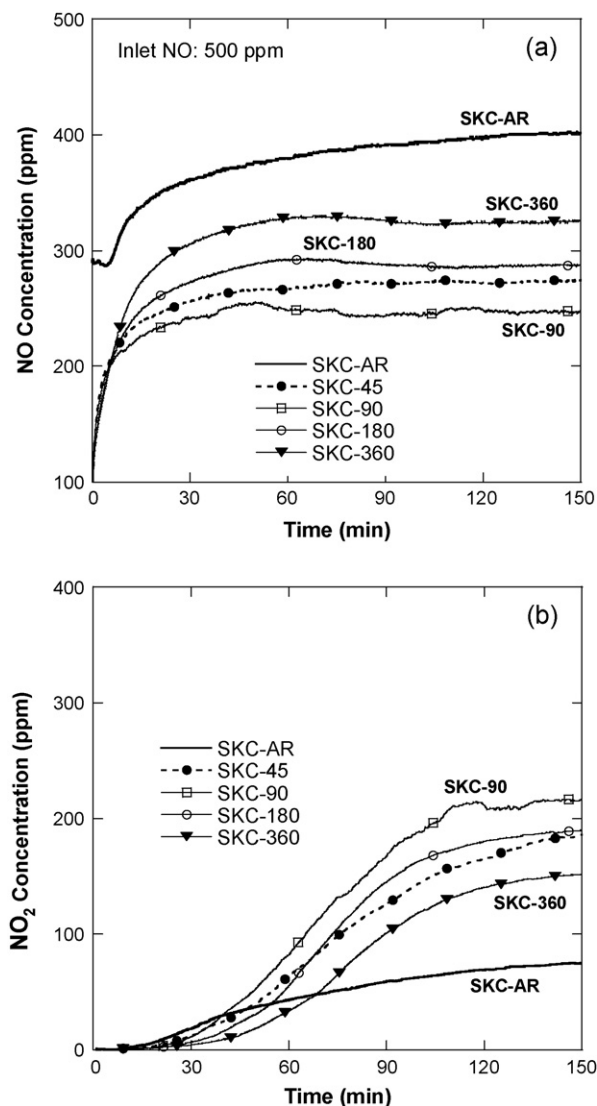 (a)
Inlet NO: 500 ppm
500
400
300
200
100
NO Concentration (ppm)
SKC-AR
SKC-360
SKC-180
SKC-90
SKC-AR
SKC-45
SKC-90
SKC-180
SKC-360
0
30
60
90
120
150
Time (min)
(b)
400
300
200
100
0
NO₂ Concentration (ppm)
SKC-AR
SKC-45
SKC-90
SKC-180
SKC-360
SKC-90
SKC-360
SKC-AR
0
30
60
90
120
150
Time (min)